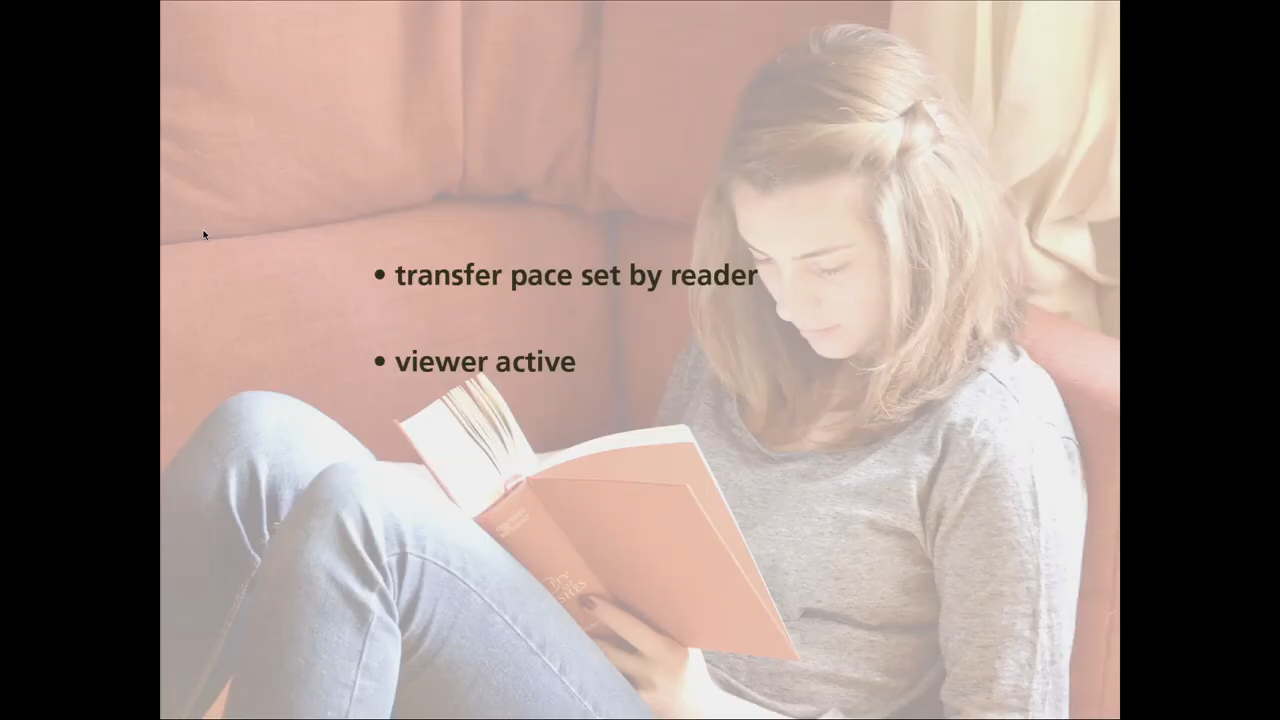 • transfer pace set by reader
• viewer active